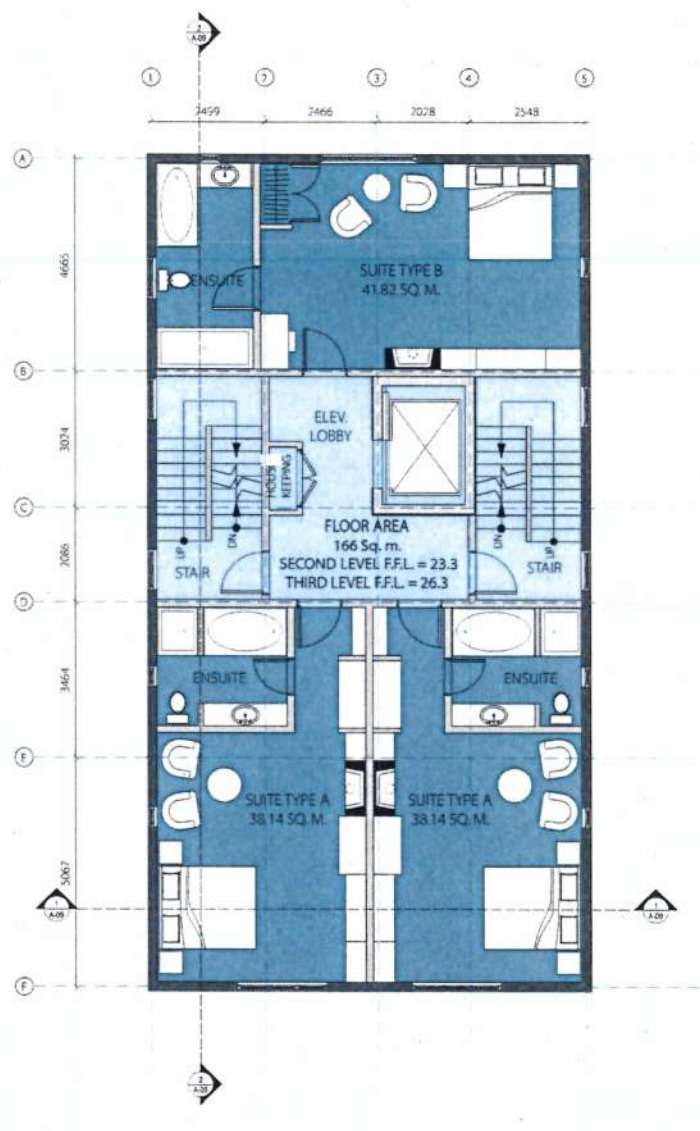 2
A-09
1
2
3
4
5
2499
2466
2028
2548
A
4665
ENSUITE
SUITE TYPE B
41.82 SQ. M.
B
3024
ELEV.
LOBBY
HOUSE
KEEPING
C
2086
FLOOR AREA
166 Sq. m.
SECOND LEVEL F.F.L. = 23.3
THIRD LEVEL F.F.L. = 26.3
UP
DN
STAIR
DN
UP
STAIR
D
3464
ENSUITE
ENSUITE
E
SUITE TYPE A
38.14 SQ. M.
SUITE TYPE A
38.14 SQ. M.
5067
1
A-09
1
A-09
F
2
A-09